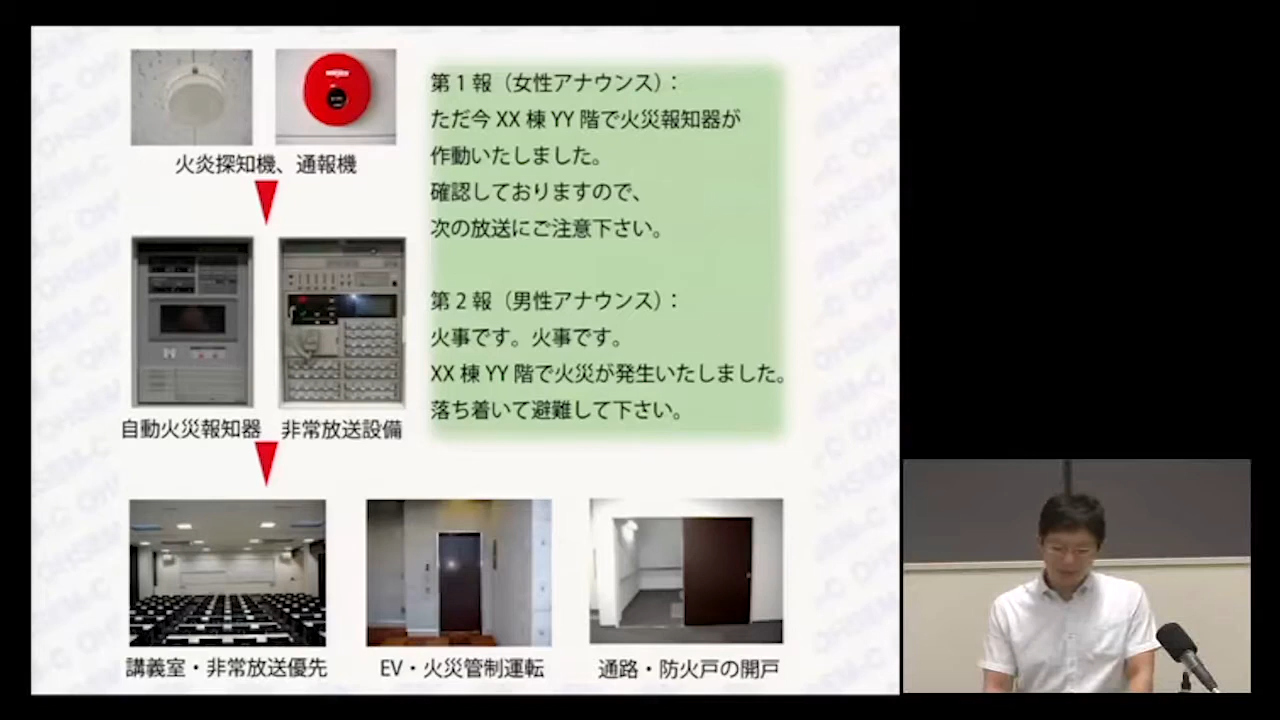 火炎探知機、通報機
自動火災報知器
非常放送設備
第1報（女性アナウンス）：
ただ今 XX 棟 YY 階で火災報知器が
作動いたしました。
確認しておりますので、
次の放送にご注意下さい。
第2報（男性アナウンス）：
火事です。火事です。
XX 棟 YY 階で火災が発生いたしました。
落ち着いて避難して下さい。
講義室・非常放送優先
EV・火災管制運転
通路・防火戸の開戸